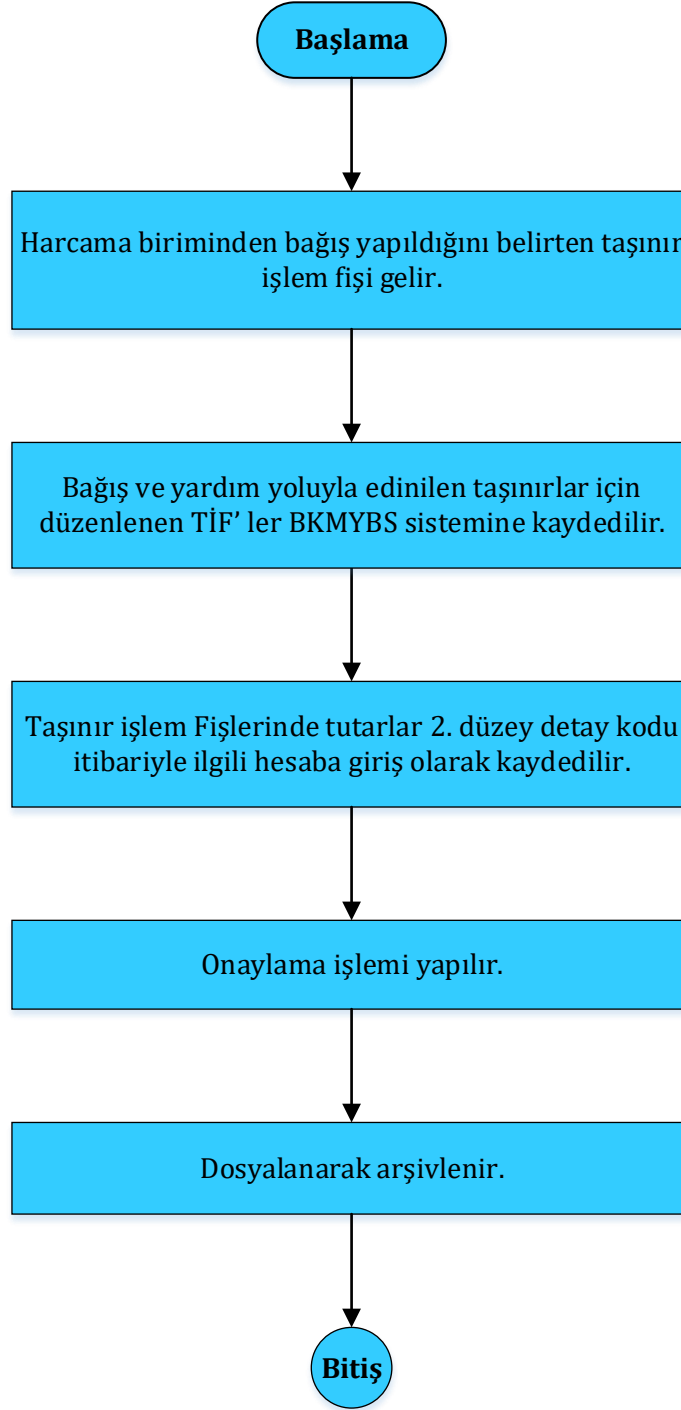 Başlama
Harcama biriminden bağış yapıldığını belirten taşınır
işlem fişi gelir.
Bağış ve yardım yoluyla edinilen taşınırlar için
düzenlenen TİF’ ler BKMYBS sistemine kaydedilir.
Taşınır işlem Fişlerinde tutarlar 2. düzey detay kodu
itibariyle ilgili hesaba giriş olarak kaydedilir.
Onaylama işlemi yapılır.
Dosyalanarak arşivlenir.
Bitiş